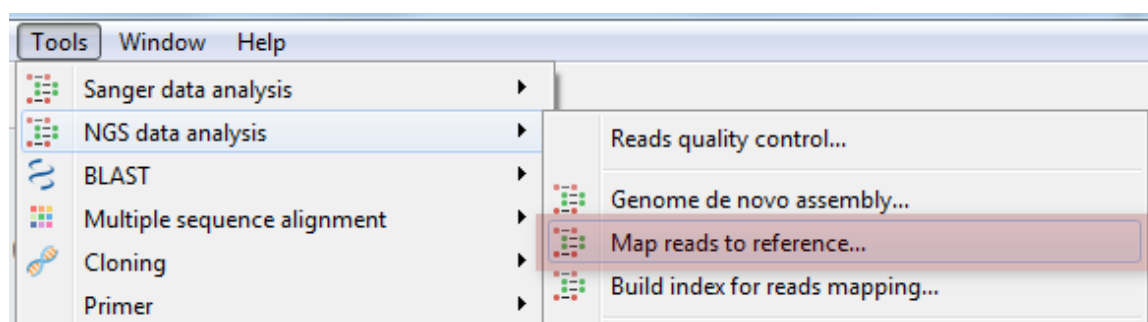 Tools Window Help
Sanger data analysis
NGS data analysis
BLAST
Multiple sequence alignment
Cloning
Primer
Reads quality control...
Genome de novo assembly...
Map reads to reference...
Build index for reads mapping...